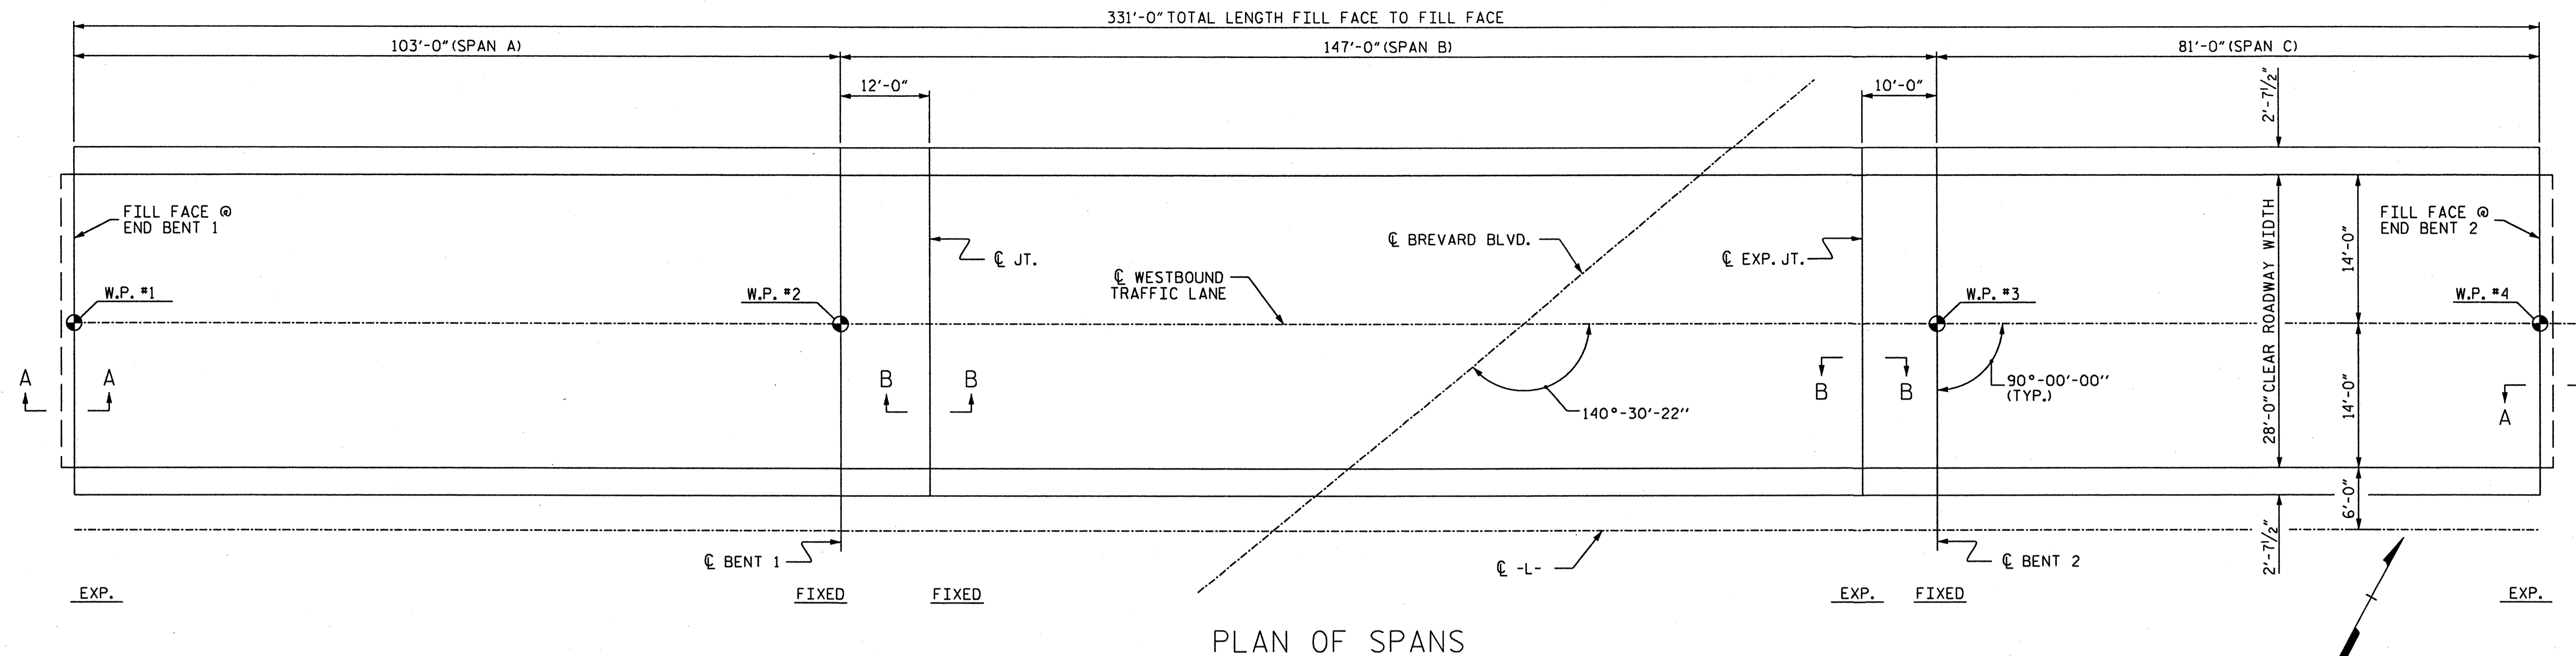 331'-0" TOTAL LENGTH FILL FACE TO FILL FACE
103'-0" (SPAN A)
147'-0" (SPAN B)
81'-0" (SPAN C)
12'-0"
10'-0"
2'-7½"
FILL FACE @
END BENT 1
℄ JT.
℄ WESTBOUND
TRAFFIC LANE
℄ BREVARD BLVD.
℄ EXP. JT.
28'-0" CLEAR ROADWAY WIDTH
14'-0"
FILL FACE @
END BENT 2
W.P. #1
W.P. #2
W.P. #3
W.P. #4
A
A
B
B
140°-30'-22''
B
B
90°-00'-00''
(TYP.)
14'-0"
A
6'-0"
2'-7½"
℄ BENT 1
℄ -L-
℄ BENT 2
EXP.
FIXED
FIXED
EXP.
FIXED
EXP.
PLAN OF SPANS